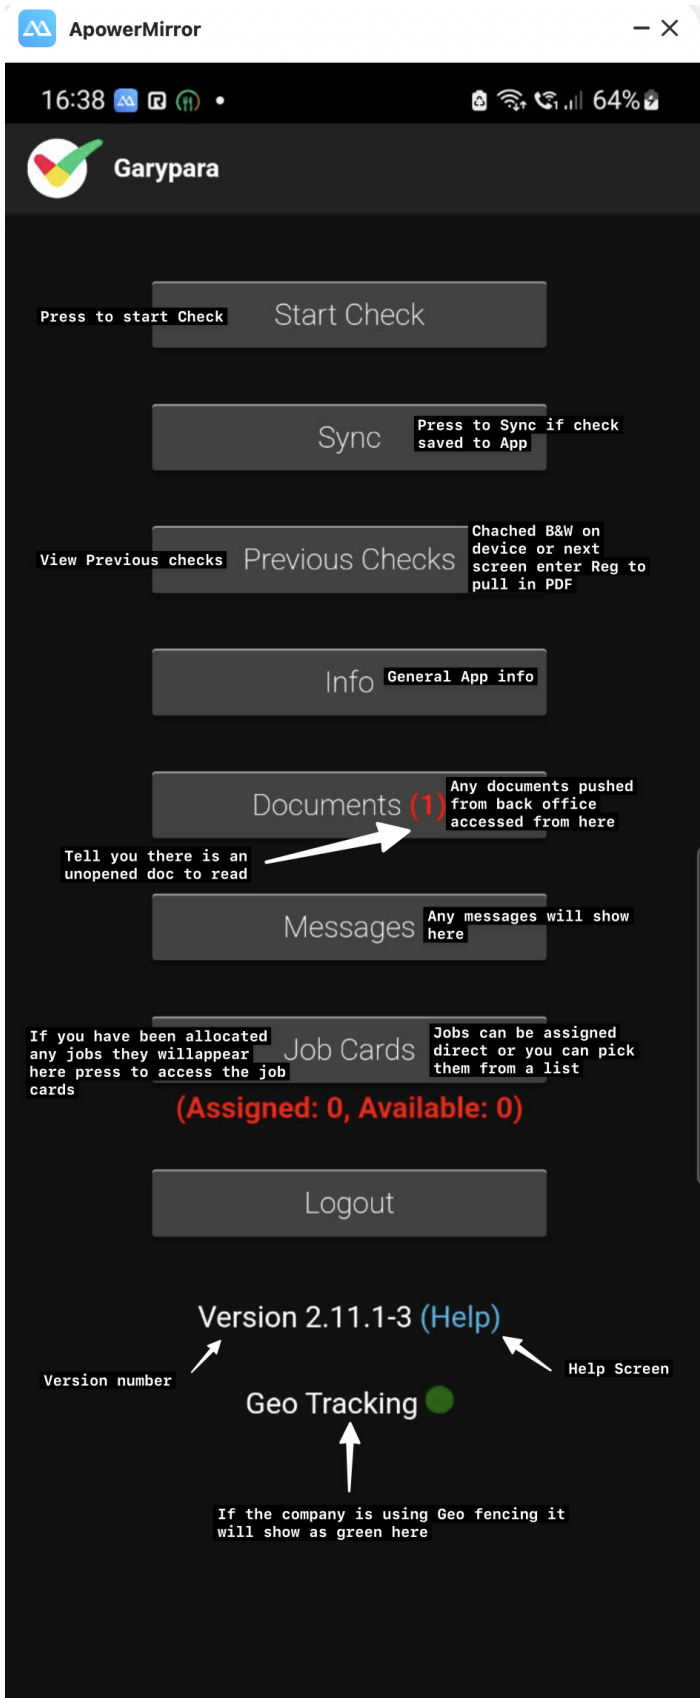 ApowerMirror
16:38
64%
Garypara
Press to start Check
Start Check
Sync
Press to Sync if check
saved to App
View Previous checks
Previous Checks
Chached B&W on
device or next
screen enter Reg to
pull in PDF
Info
General App info
Documents (1)
Any documents pushed
from back office
accessed from here
Tell you there is an
unopened doc to read
Messages
Any messages will show
here
If you have been allocated
any jobs they willappear
here press to access the job
cards
Job Cards
Jobs can be assigned
direct or you can pick
them from a list
(Assigned: 0, Available: 0)
Logout
Version 2.11.1-3 (Help)
Version number
Help Screen
Geo Tracking
If the company is using Geo fencing it
will show as green here